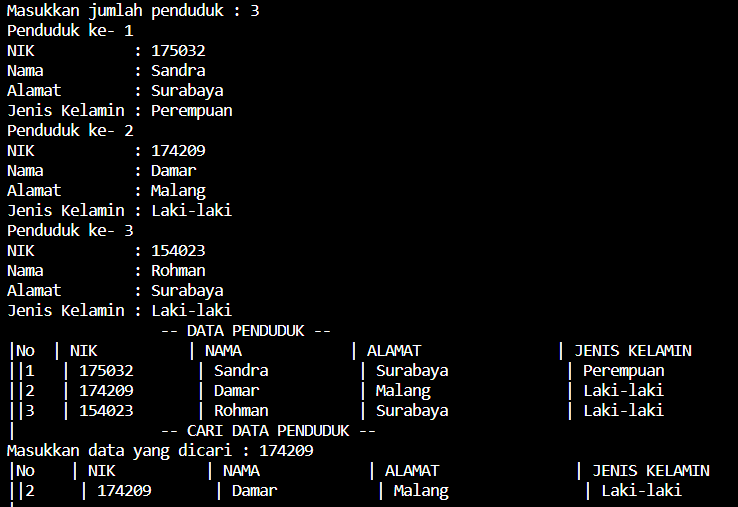 Masukkan jumlah penduduk : 3
Penduduk ke- 1
NIK : 175032
Nama : Sandra
Alamat : Surabaya
Jenis Kelamin : Perempuan
Penduduk ke- 2
NIK : 174209
Nama : Damar
Alamat : Malang
Jenis Kelamin : Laki-laki
Penduduk ke- 3
NIK : 154023
Nama : Rohman
Alamat : Surabaya
Jenis Kelamin : Laki-laki
-- DATA PENDUDUK --
|No | NIK | NAMA | ALAMAT | JENIS KELAMIN
||1 | 175032 | Sandra | Surabaya | Perempuan
||2 | 174209 | Damar | Malang | Laki-laki
||3 | 154023 | Rohman | Surabaya | Laki-laki
| -- CARI DATA PENDUDUK --
Masukkan data yang dicari : 174209
|No | NIK | NAMA | ALAMAT | JENIS KELAMIN
||2 | 174209 | Damar | Malang | Laki-laki